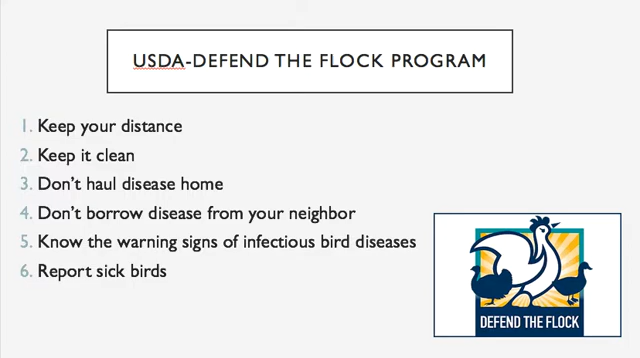 USDA-DEFEND THE FLOCK PROGRAM
1. Keep your distance
2. Keep it clean
3. Don't haul disease home
4. Don't borrow disease from your neighbor
5. Know the warning signs of infectious bird diseases
6. Report sick birds
DEFEND THE FLOCK